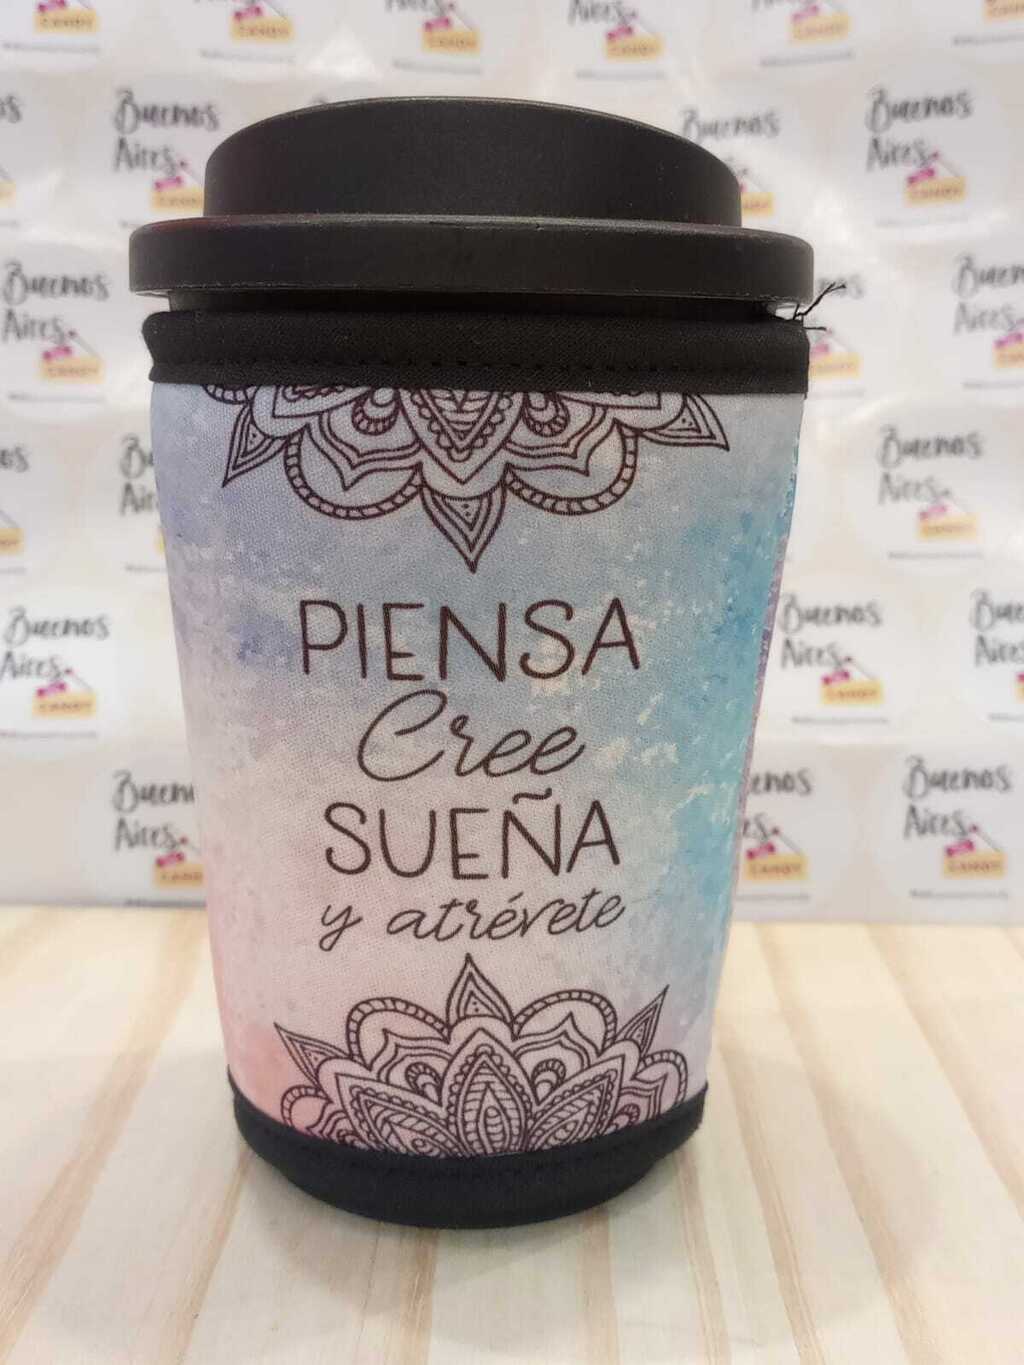 PIENSA
Cree
SUEÑA
y atrévete
Buenos
Aires
CANDY